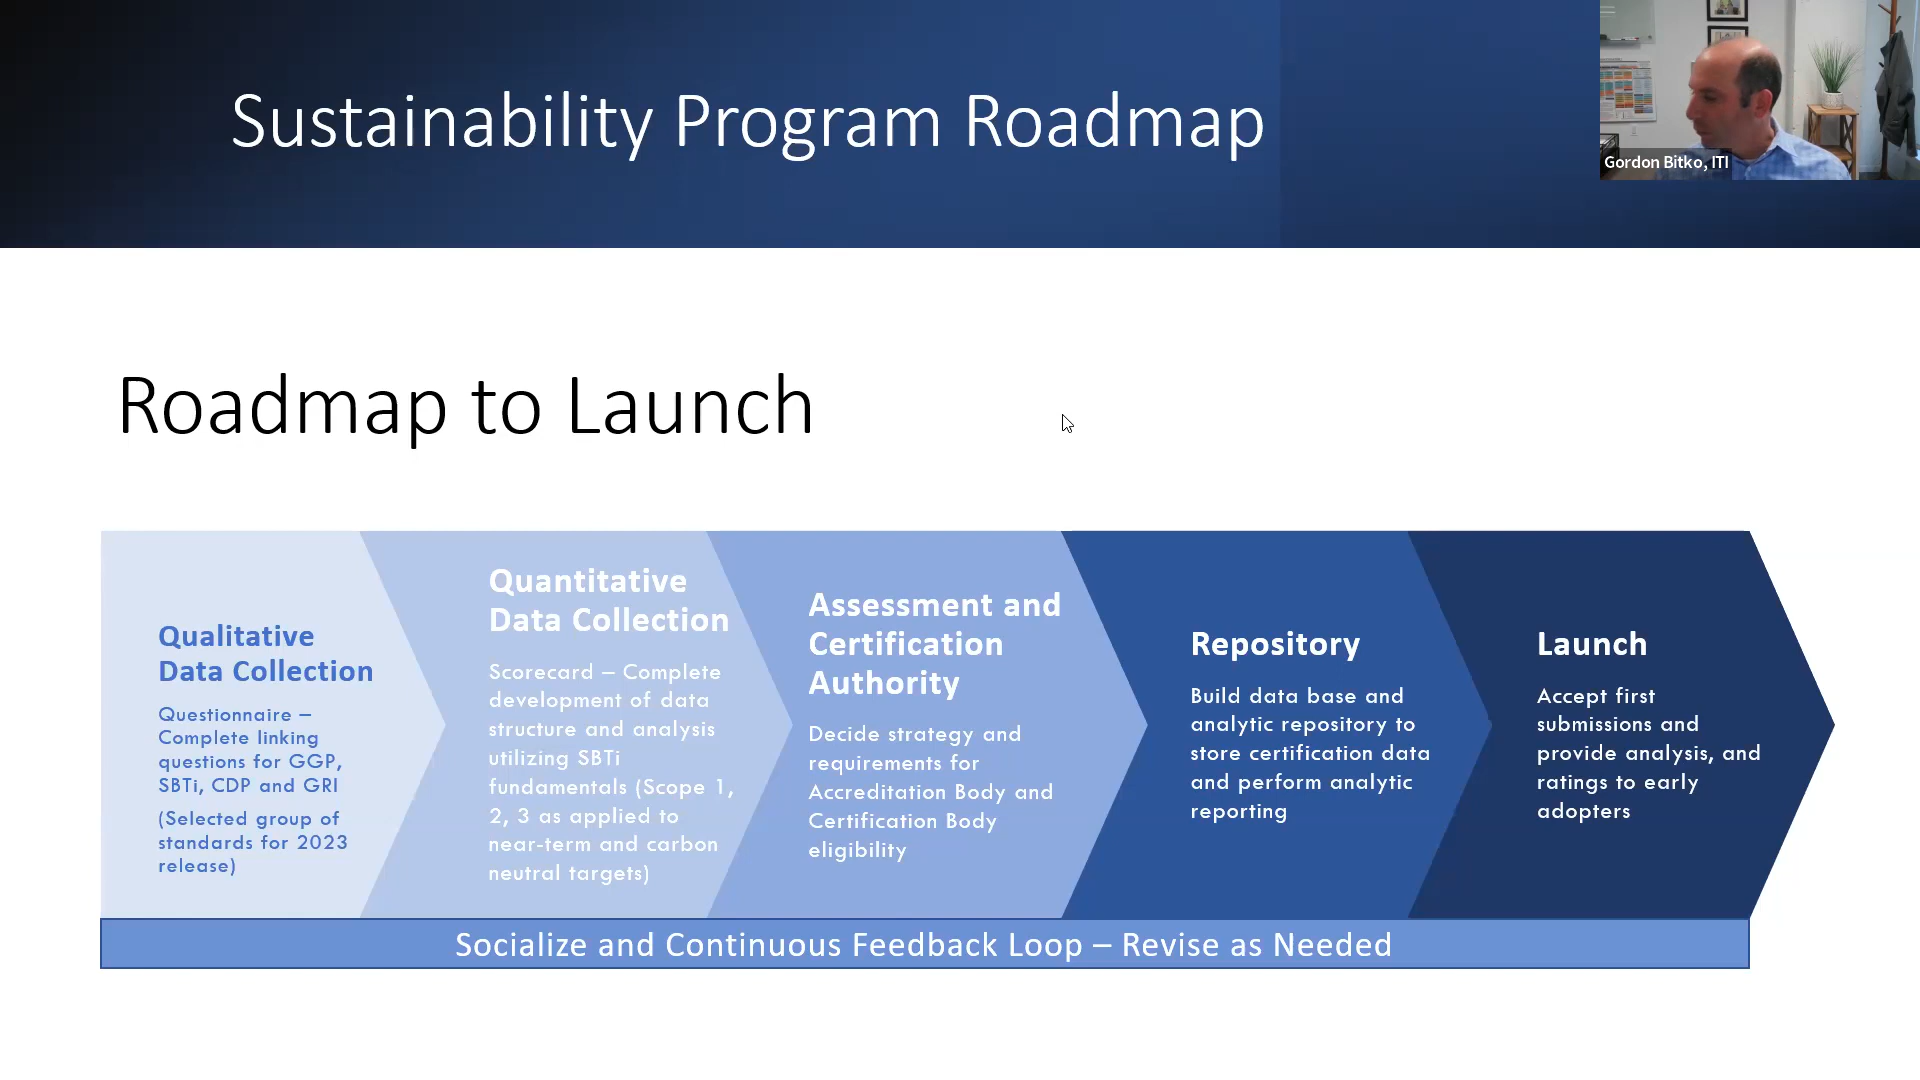 Sustainability Program Roadmap
Gordon Bitko, ITI
Roadmap to Launch
Qualitative
Data Collection
Questionnaire –
Complete linking
questions for GGP,
SBTi, CDP and GRI
(Selected group of
standards for 2023
release)
Quantitative
Data Collection
Scorecard – Complete
development of data
structure and analysis
utilizing SBTi
fundamentals (Scope 1,
2, 3 as applied to
near-term and carbon
neutral targets)
Assessment and
Certification
Authority
Decide strategy and
requirements for
Accreditation Body and
Certification Body
eligibility
Repository
Build data base and
analytic repository to
store certification data
and perform analytic
reporting
Launch
Accept first
submissions and
provide analysis, and
ratings to early
adopters
Socialize and Continuous Feedback Loop – Revise as Needed